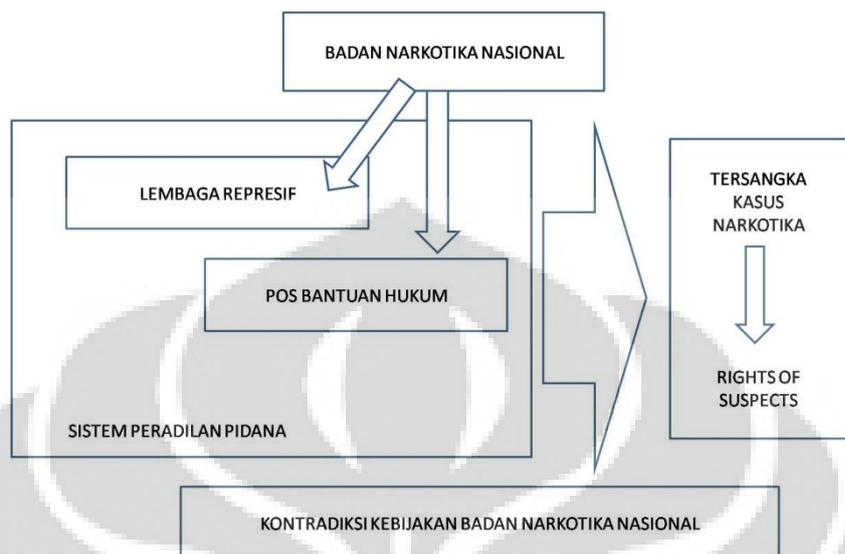 BADAN NARKOTIKA NASIONAL
LEMBAGA REPRESIF
POS BANTUAN HUKUM
SISTEM PERADILAN PIDANA
TERSANGKA
KASUS
NARKOTIKA
RIGHTS OF
SUSPECTS
KONTRADIKSI KEBIJAKAN BADAN NARKOTIKA NASIONAL